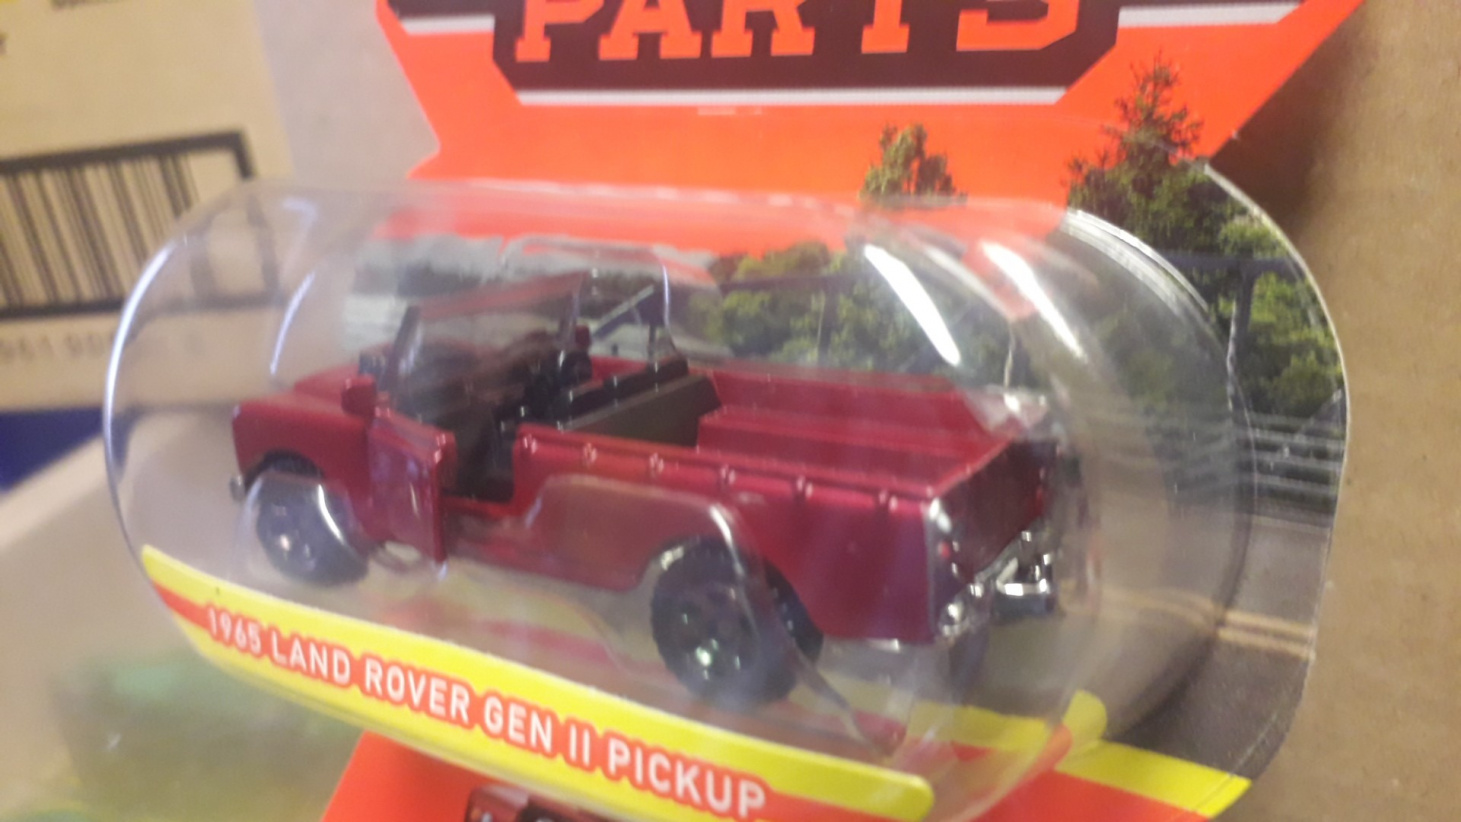 PARTS
1965 LAND ROVER GEN II PICKUP